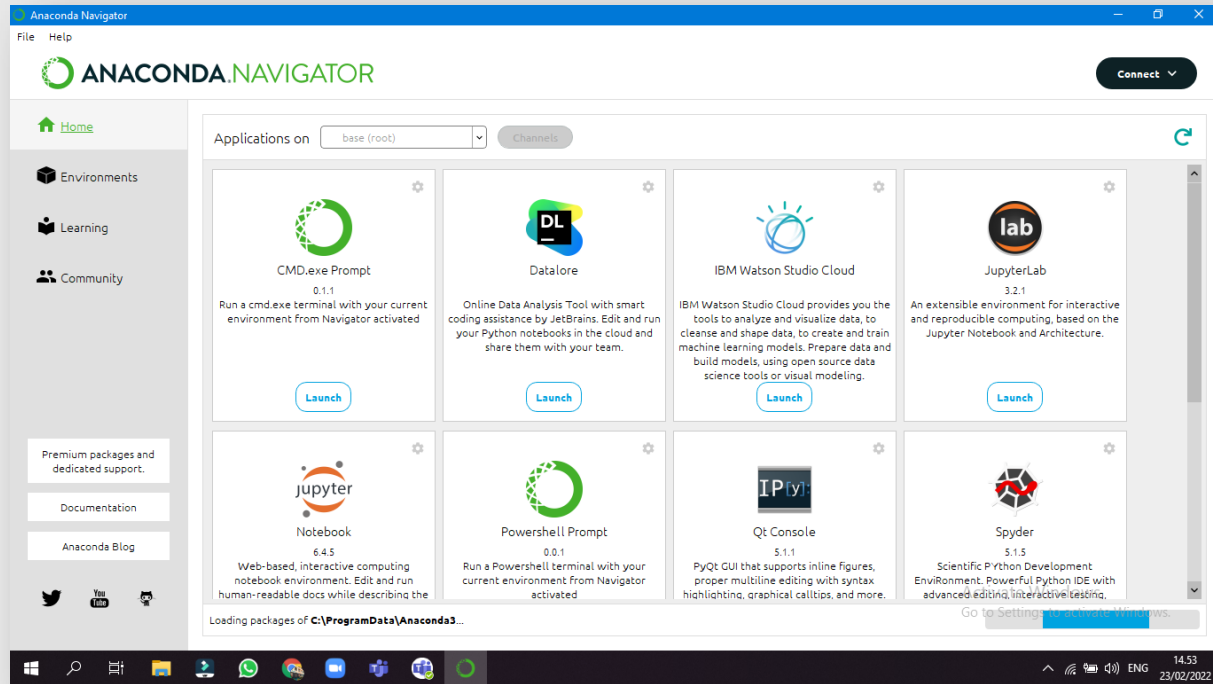 Anaconda Navigator
File Help
ANACONDA.NAVIGATOR
Connect
Home
Environments
Learning
Community
Premium packages and
dedicated support.
Documentation
Anaconda Blog
You
Tube
Applications on base (root) Channels
CMD.exe Prompt
0.1.1
Run a cmd.exe terminal with your current
environment from Navigator activated
Launch
DL
Datalore
Online Data Analysis Tool with smart
coding assistance by JetBrains. Edit and run
your Python notebooks in the cloud and
share them with your team.
Launch
IBM Watson Studio Cloud
IBM Watson Studio Cloud provides you the
tools to analyze and visualize data, to
cleanse and shape data, to create and train
machine learning models. Prepare data and
build models, using open source data
science tools or visual modeling.
Launch
lab
JupyterLab
3.2.1
An extensible environment for interactive
and reproducible computing, based on the
Jupyter Notebook and Architecture.
Launch
jupyter
Notebook
6.4.5
Web-based, interactive computing
notebook environment. Edit and run
human-readable docs while describing the
Powershell Prompt
0.0.1
Run a Powershell terminal with your
current environment from Navigator
activated
IP[y]:
Qt Console
5.1.1
PyQt GUI that supports inline figures,
proper multiline editing with syntax
highlighting, graphical calltips, and more.
Spyder
5.1.5
Scientific PYthon Development
EnviRonment. Powerful Python IDE with
advanced editing, interactive testing,
Activate Windows
Go to Settings to activate Windows.
Loading packages of C:\ProgramData\Anaconda3...
ENG
14.53
23/02/2022